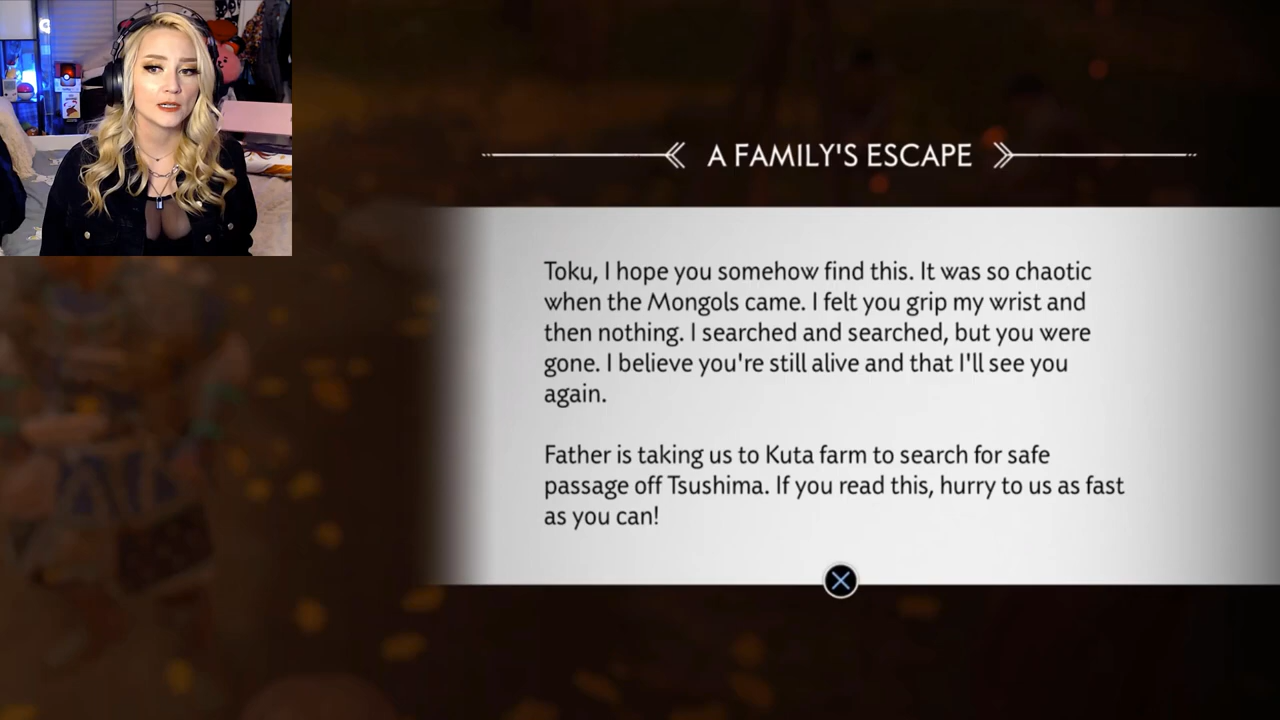 A FAMILY'S ESCAPE
Toku, I hope you somehow find this. It was so chaotic
when the Mongols came. I felt you grip my wrist and
then nothing. I searched and searched, but you were
gone. I believe you're still alive and that I'll see you
again.
Father is taking us to Kuta farm to search for safe
passage off Tsushima. If you read this, hurry to us as fast
as you can!